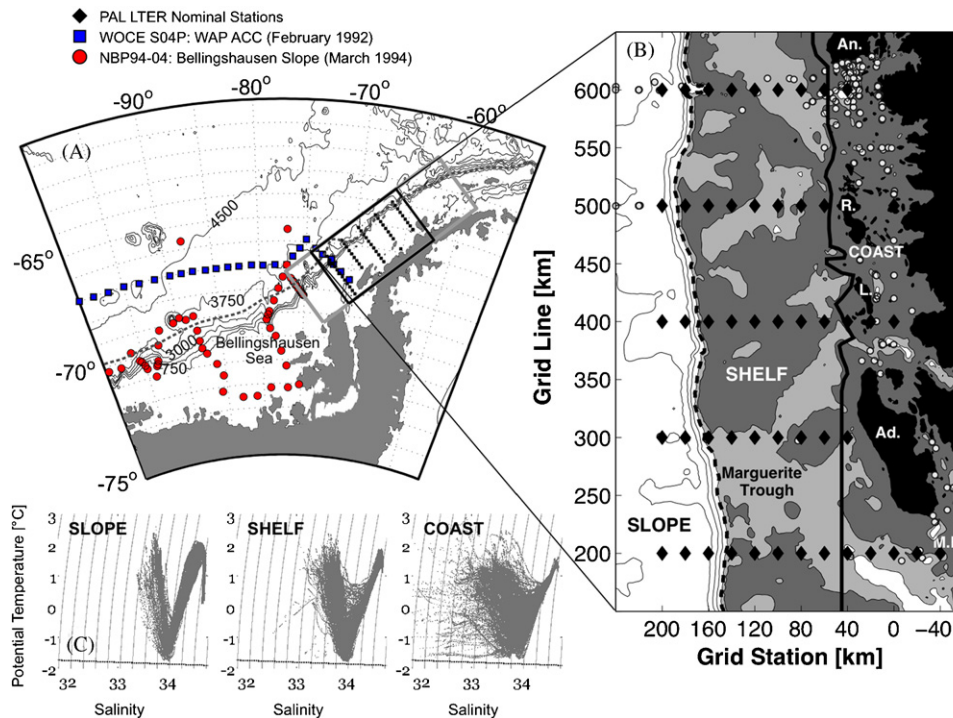 PAL LTER Nominal Stations
WOCE S04P: WAP ACC (February 1992)
NBP94-04: Bellingshausen Slope (March 1994)
(A)
-90°
-80°
-70°
-60°
-65°
-70°
-75°
4500
3750
3000
750
Bellingshausen
Sea
(B)
An.
R.
COAST
L.
SHELF
Ad.
Marguerite
Trough
SLOPE
M.
600
550
500
450
400
350
300
250
200
Grid Line [km]
200 160 120 80 40 0 -40
Grid Station [km]
SLOPE
SHELF
COAST
(C)
Potential Temperature [°C]
3
2
1
0
-1
-2
32 33 34
Salinity
3
2
1
0
-1
-2
32 33 34
Salinity
3
2
1
0
-1
-2
32 33 34
Salinity